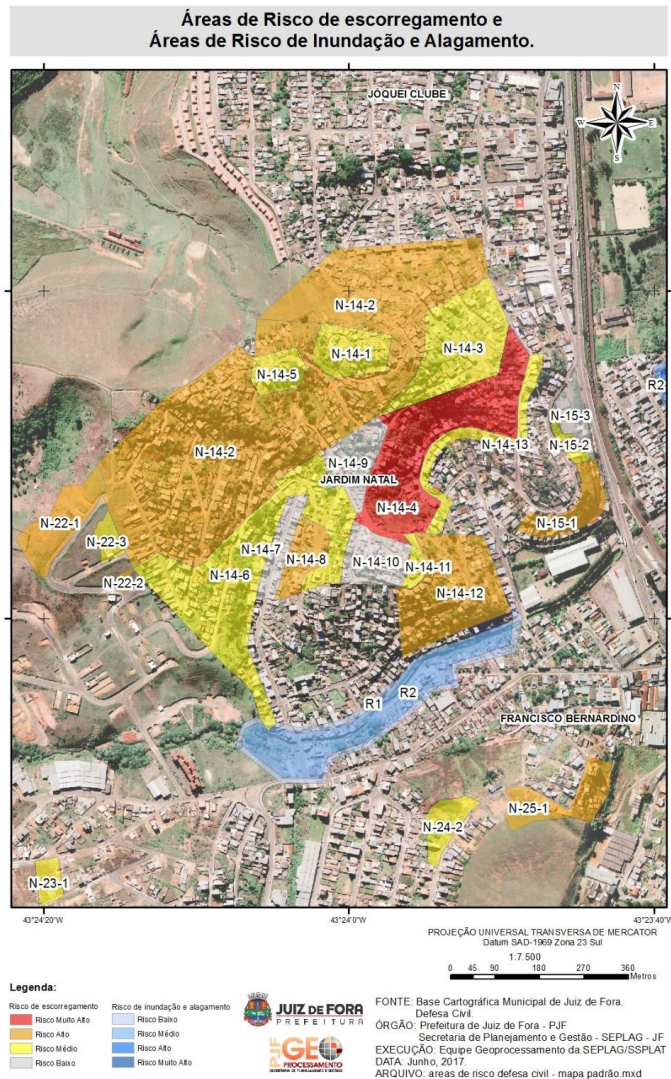 Áreas de Risco de escorregamento e
Áreas de Risco de Inundação e Alagamento.
JÓQUEI CLUBE
N
W E
S
N-14-2
N-14-1
N-14-3
N-14-5
R2
N-15-3
N-14-13
N-15-2
N-14-2
N-14-9
JARDIM NATAL
N-14-4
N-22-1
N-15-1
N-22-3
N-14-7
N-14-8
N-14-10
N-14-11
N-22-2
N-14-6
N-14-12
R2
R1
FRANCISCO BERNARDINO
N-25-1
N-24-2
N-23-1
43°24'20"W
43°24'0"W
43°23'40"W
PROJEÇÃO UNIVERSAL TRANSVERSA DE MERCATOR
Datum SAD-1969 Zona 23 Sul
1:7.500
0 45 90 180 270 360
Metros
Legenda:
Risco de escorregamento
Risco Muito Alto
Risco Alto
Risco Médio
Risco Baixo
Risco de inundação e alagamento
Risco Baixo
Risco Médio
Risco Alto
Risco Muito Alto
JUIZ DE FORA
PREFEITURA
PJF
GEO
PROCESSAMENTO
FONTE: Base Cartográfica Municipal de Juiz de Fora.
Defesa Civil.
ÓRGÃO: Prefeitura de Juiz de Fora - PJF
Secretaria de Planejamento e Gestão - SEPLAG - JF
EXECUÇÃO: Equipe Geoprocessamento da SEPLAG/SSPLAT
DATA: Junho, 2017.
ARQUIVO: areas de risco defesa civil - mapa padrão.mxd